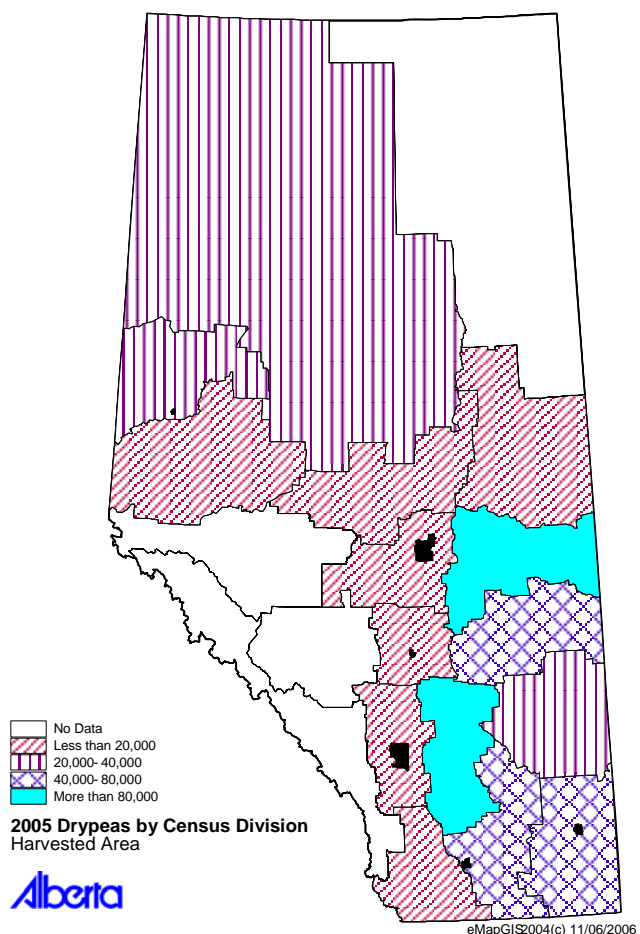 No Data
Less than 20,000
20,000- 40,000
40,000- 80,000
More than 80,000
2005 Drypeas by Census Division
Harvested Area
Alberta
eMapGIS2004(c) 11/06/2006